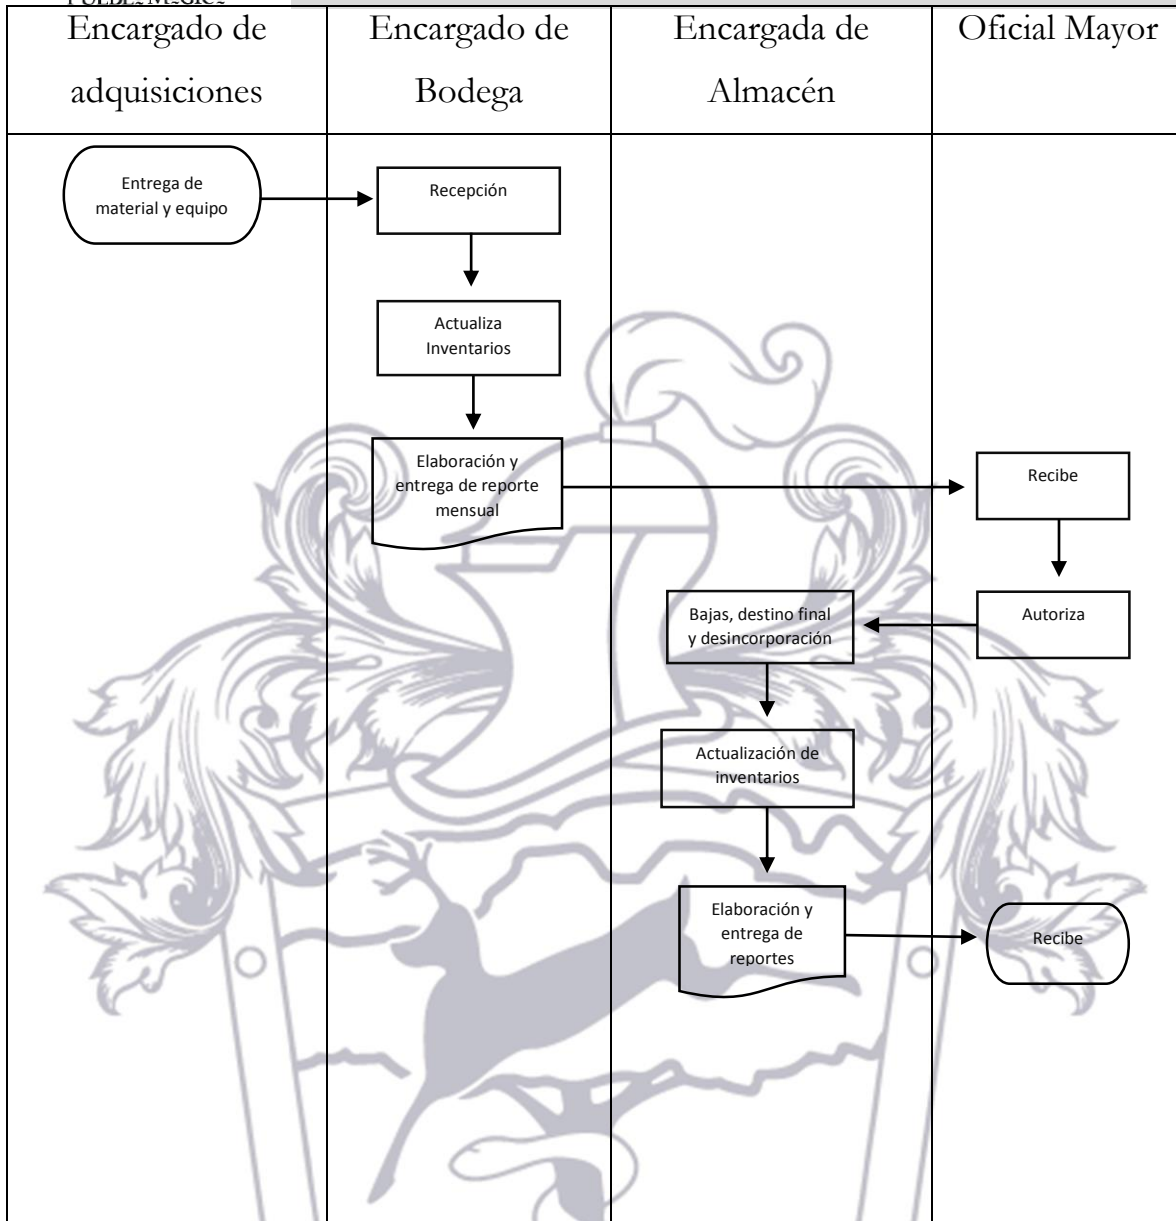 Encargado de
adquisiciones
Encargado de
Bodega
Encargada de
Almacén
Oficial Mayor
Entrega de
material y equipo
Recepción
Actualiza
Inventarios
Elaboración y
entrega de reporte
mensual
Recibe
Autoriza
Bajas, destino final
y desincorporación
Actualización de
inventarios
Elaboración y
entrega de
reportes
Recibe